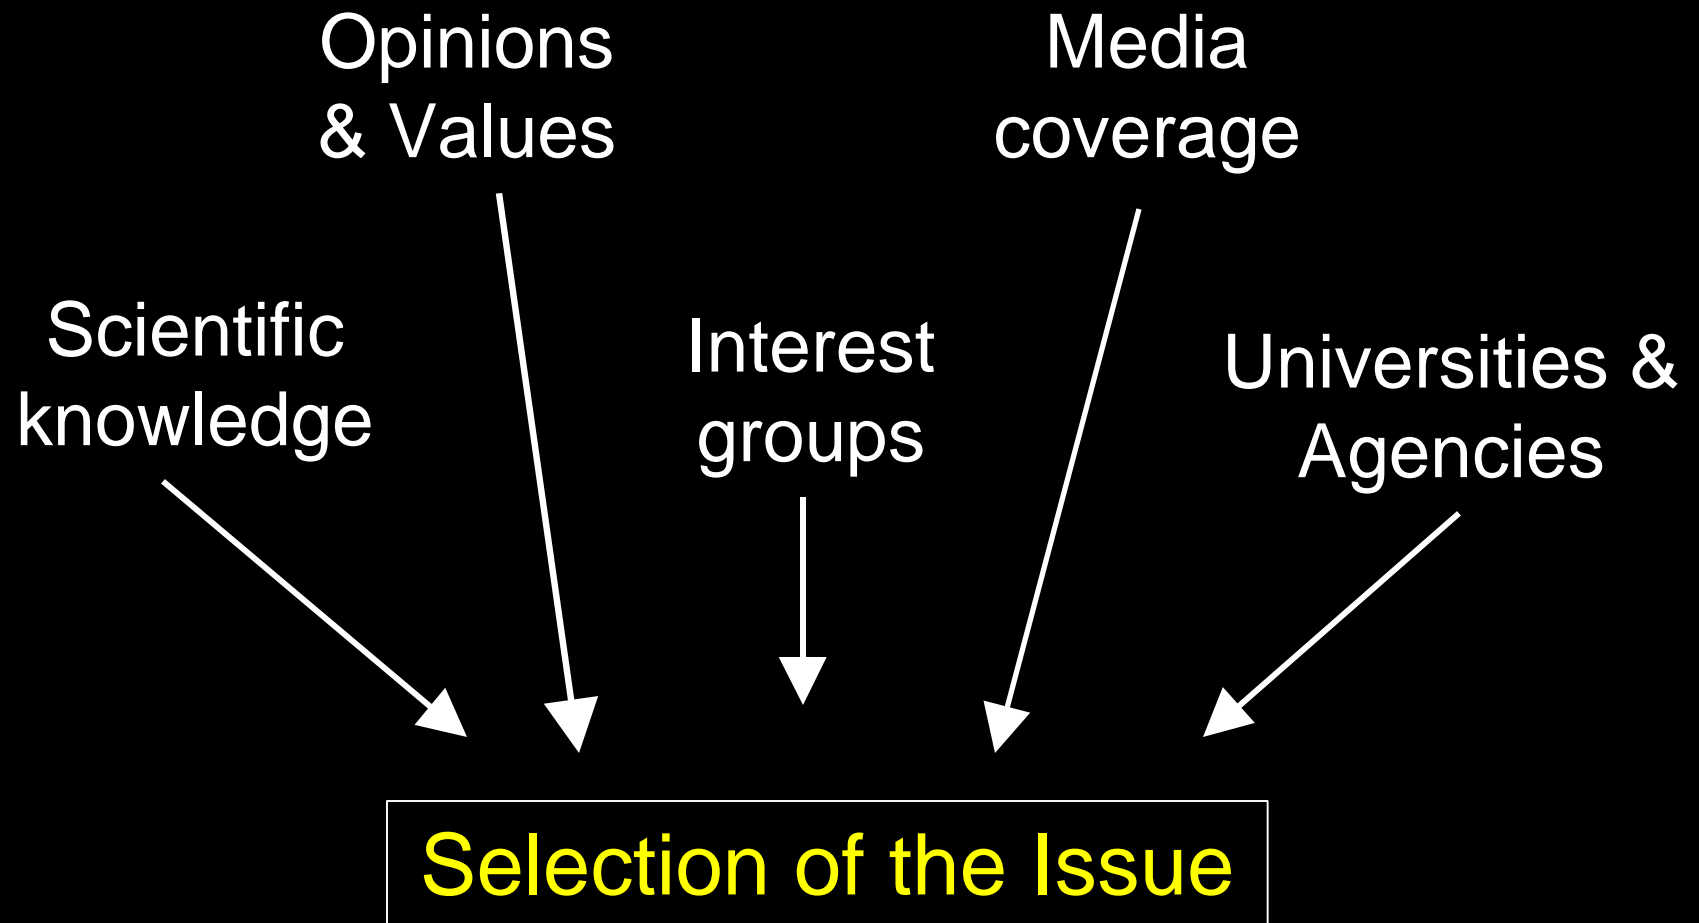 Opinions
& Values
Media
coverage
Scientific
knowledge
Interest
groups
Universities &
Agencies
Selection of the Issue